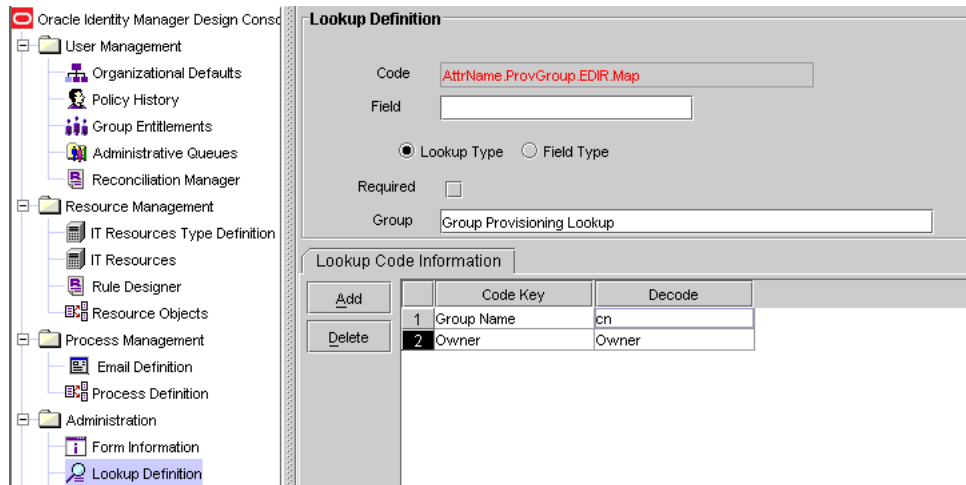 Oracle Identity Manager Design Conso
User Management
Organizational Defaults
Policy History
Group Entitlements
Administrative Queues
Reconciliation Manager
Resource Management
IT Resources Type Definition
IT Resources
Rule Designer
Resource Objects
Process Management
Email Definition
Process Definition
Administration
Form Information
Lookup Definition
Lookup Definition
Code AttrName.ProvGroup.EDIR.Map
Field
Lookup Type Field Type
Required
Group Group Provisioning Lookup
Lookup Code Information
Add
Delete
Code Key Decode
1 Group Name cn
2 Owner Owner